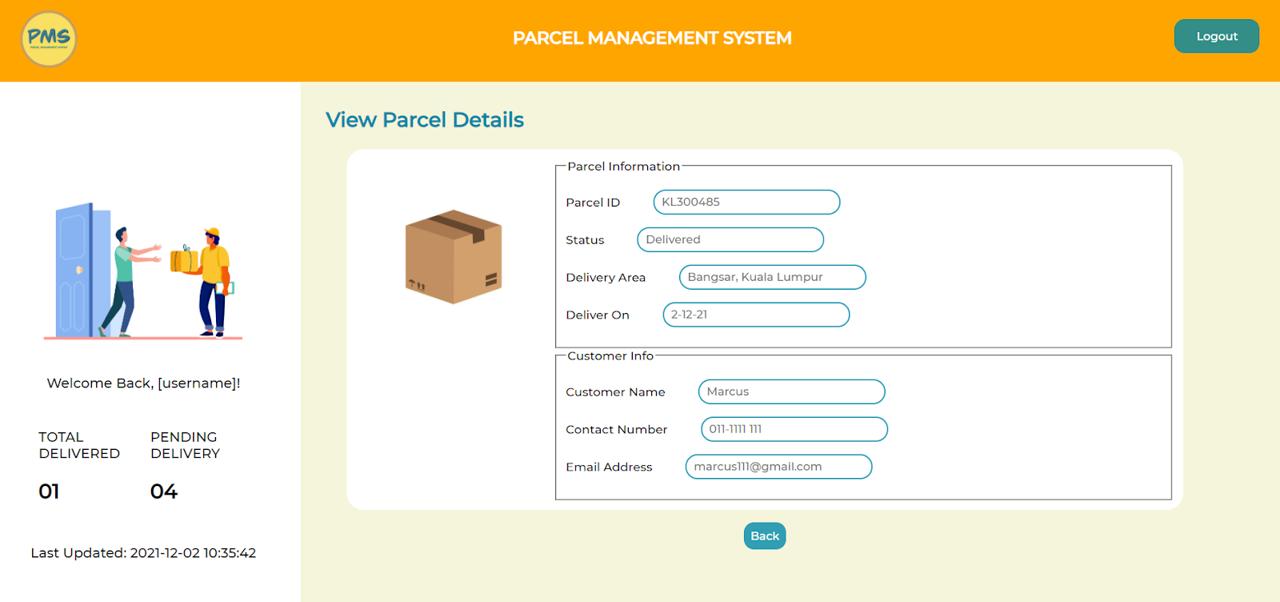 PMS
PARCEL MANAGEMENT SYSTEM
PARCEL MANAGEMENT SYSTEM
Logout
View Parcel Details
Parcel Information
Parcel ID KL300485
Status Delivered
Delivery Area Bangsar, Kuala Lumpur
Deliver On 2-12-21
Customer Info
Customer Name Marcus
Contact Number 011-1111 111
Email Address marcus111@gmail.com
Back
Welcome Back, [username]!
TOTAL DELIVERED
PENDING DELIVERY
01
04
Last Updated: 2021-12-02 10:35:42